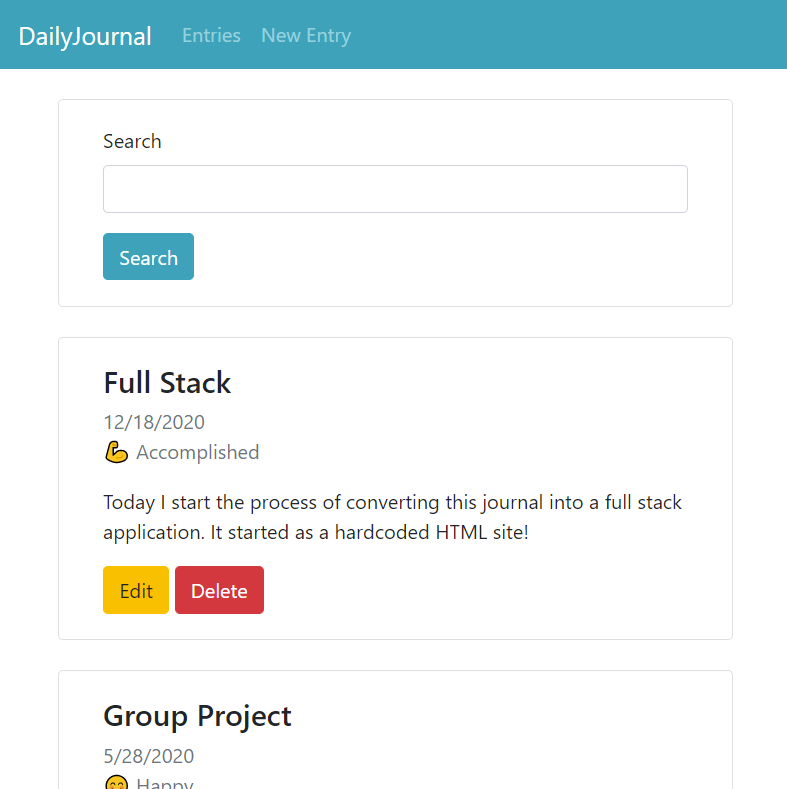 DailyJournal Entries New Entry
Search
Search
Full Stack
12/18/2020
💪 Accomplished
Today I start the process of converting this journal into a full stack
application. It started as a hardcoded HTML site!
Edit Delete
Group Project
5/28/2020
😊 Happy